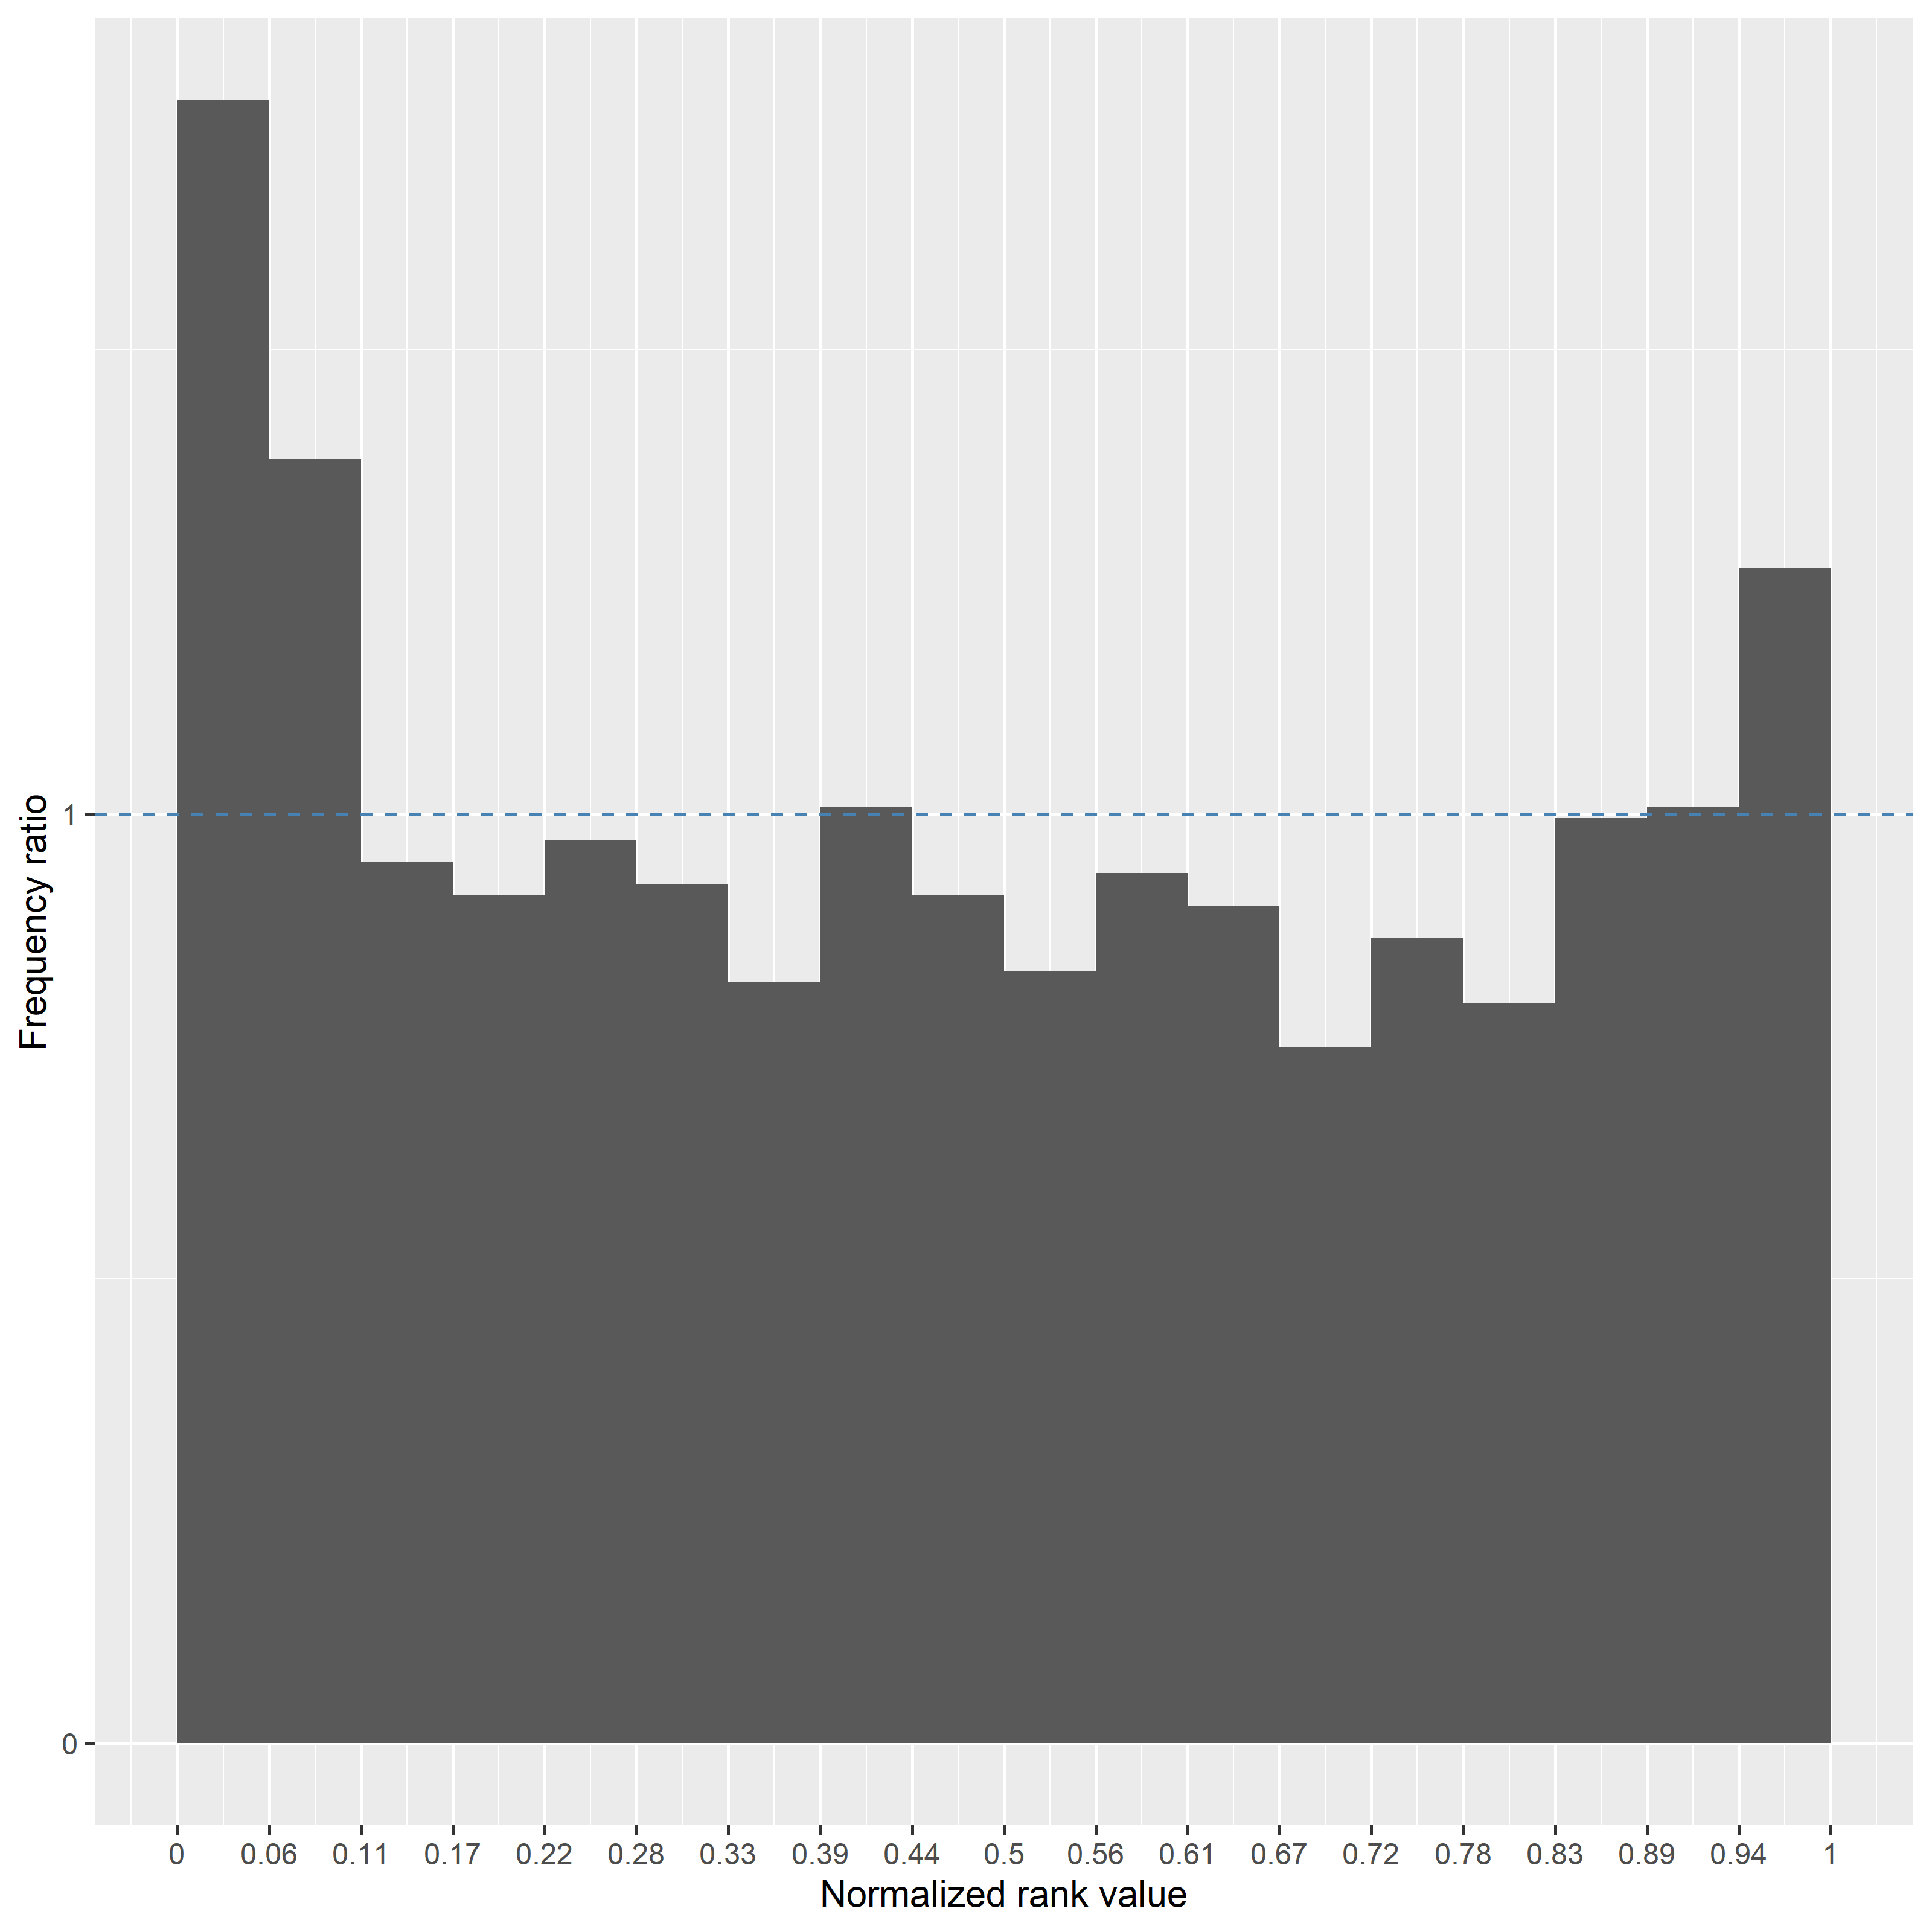 Frequency ratio
1
0
0 0.06 0.11 0.17 0.22 0.28 0.33 0.39 0.44 0.5 0.56 0.61 0.67 0.72 0.78 0.83 0.89 0.94 1
Normalized rank value